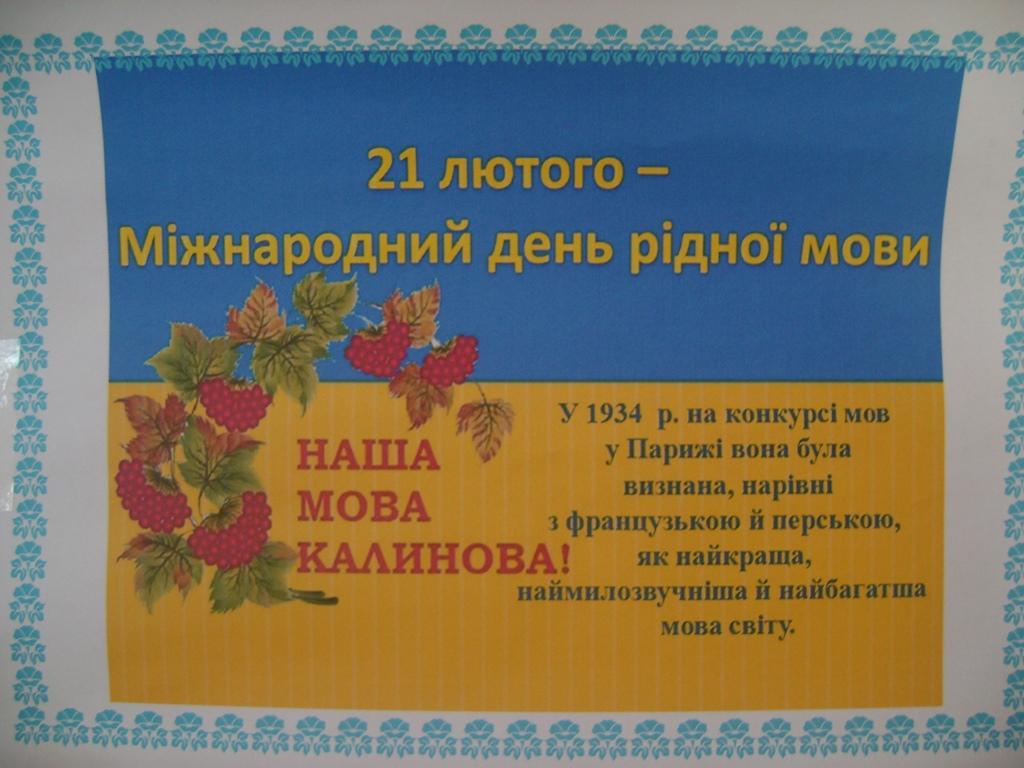 21 лютого –
Міжнародний день рідної мови
НАША
МОВА
КАЛИНОВА!
У 1934 р. на конкурсі мов
у Парижі вона була
визнана, нарівні
з французькою й перською,
як найкраща,
наймилозвучніша й найбагатша
мова світу.